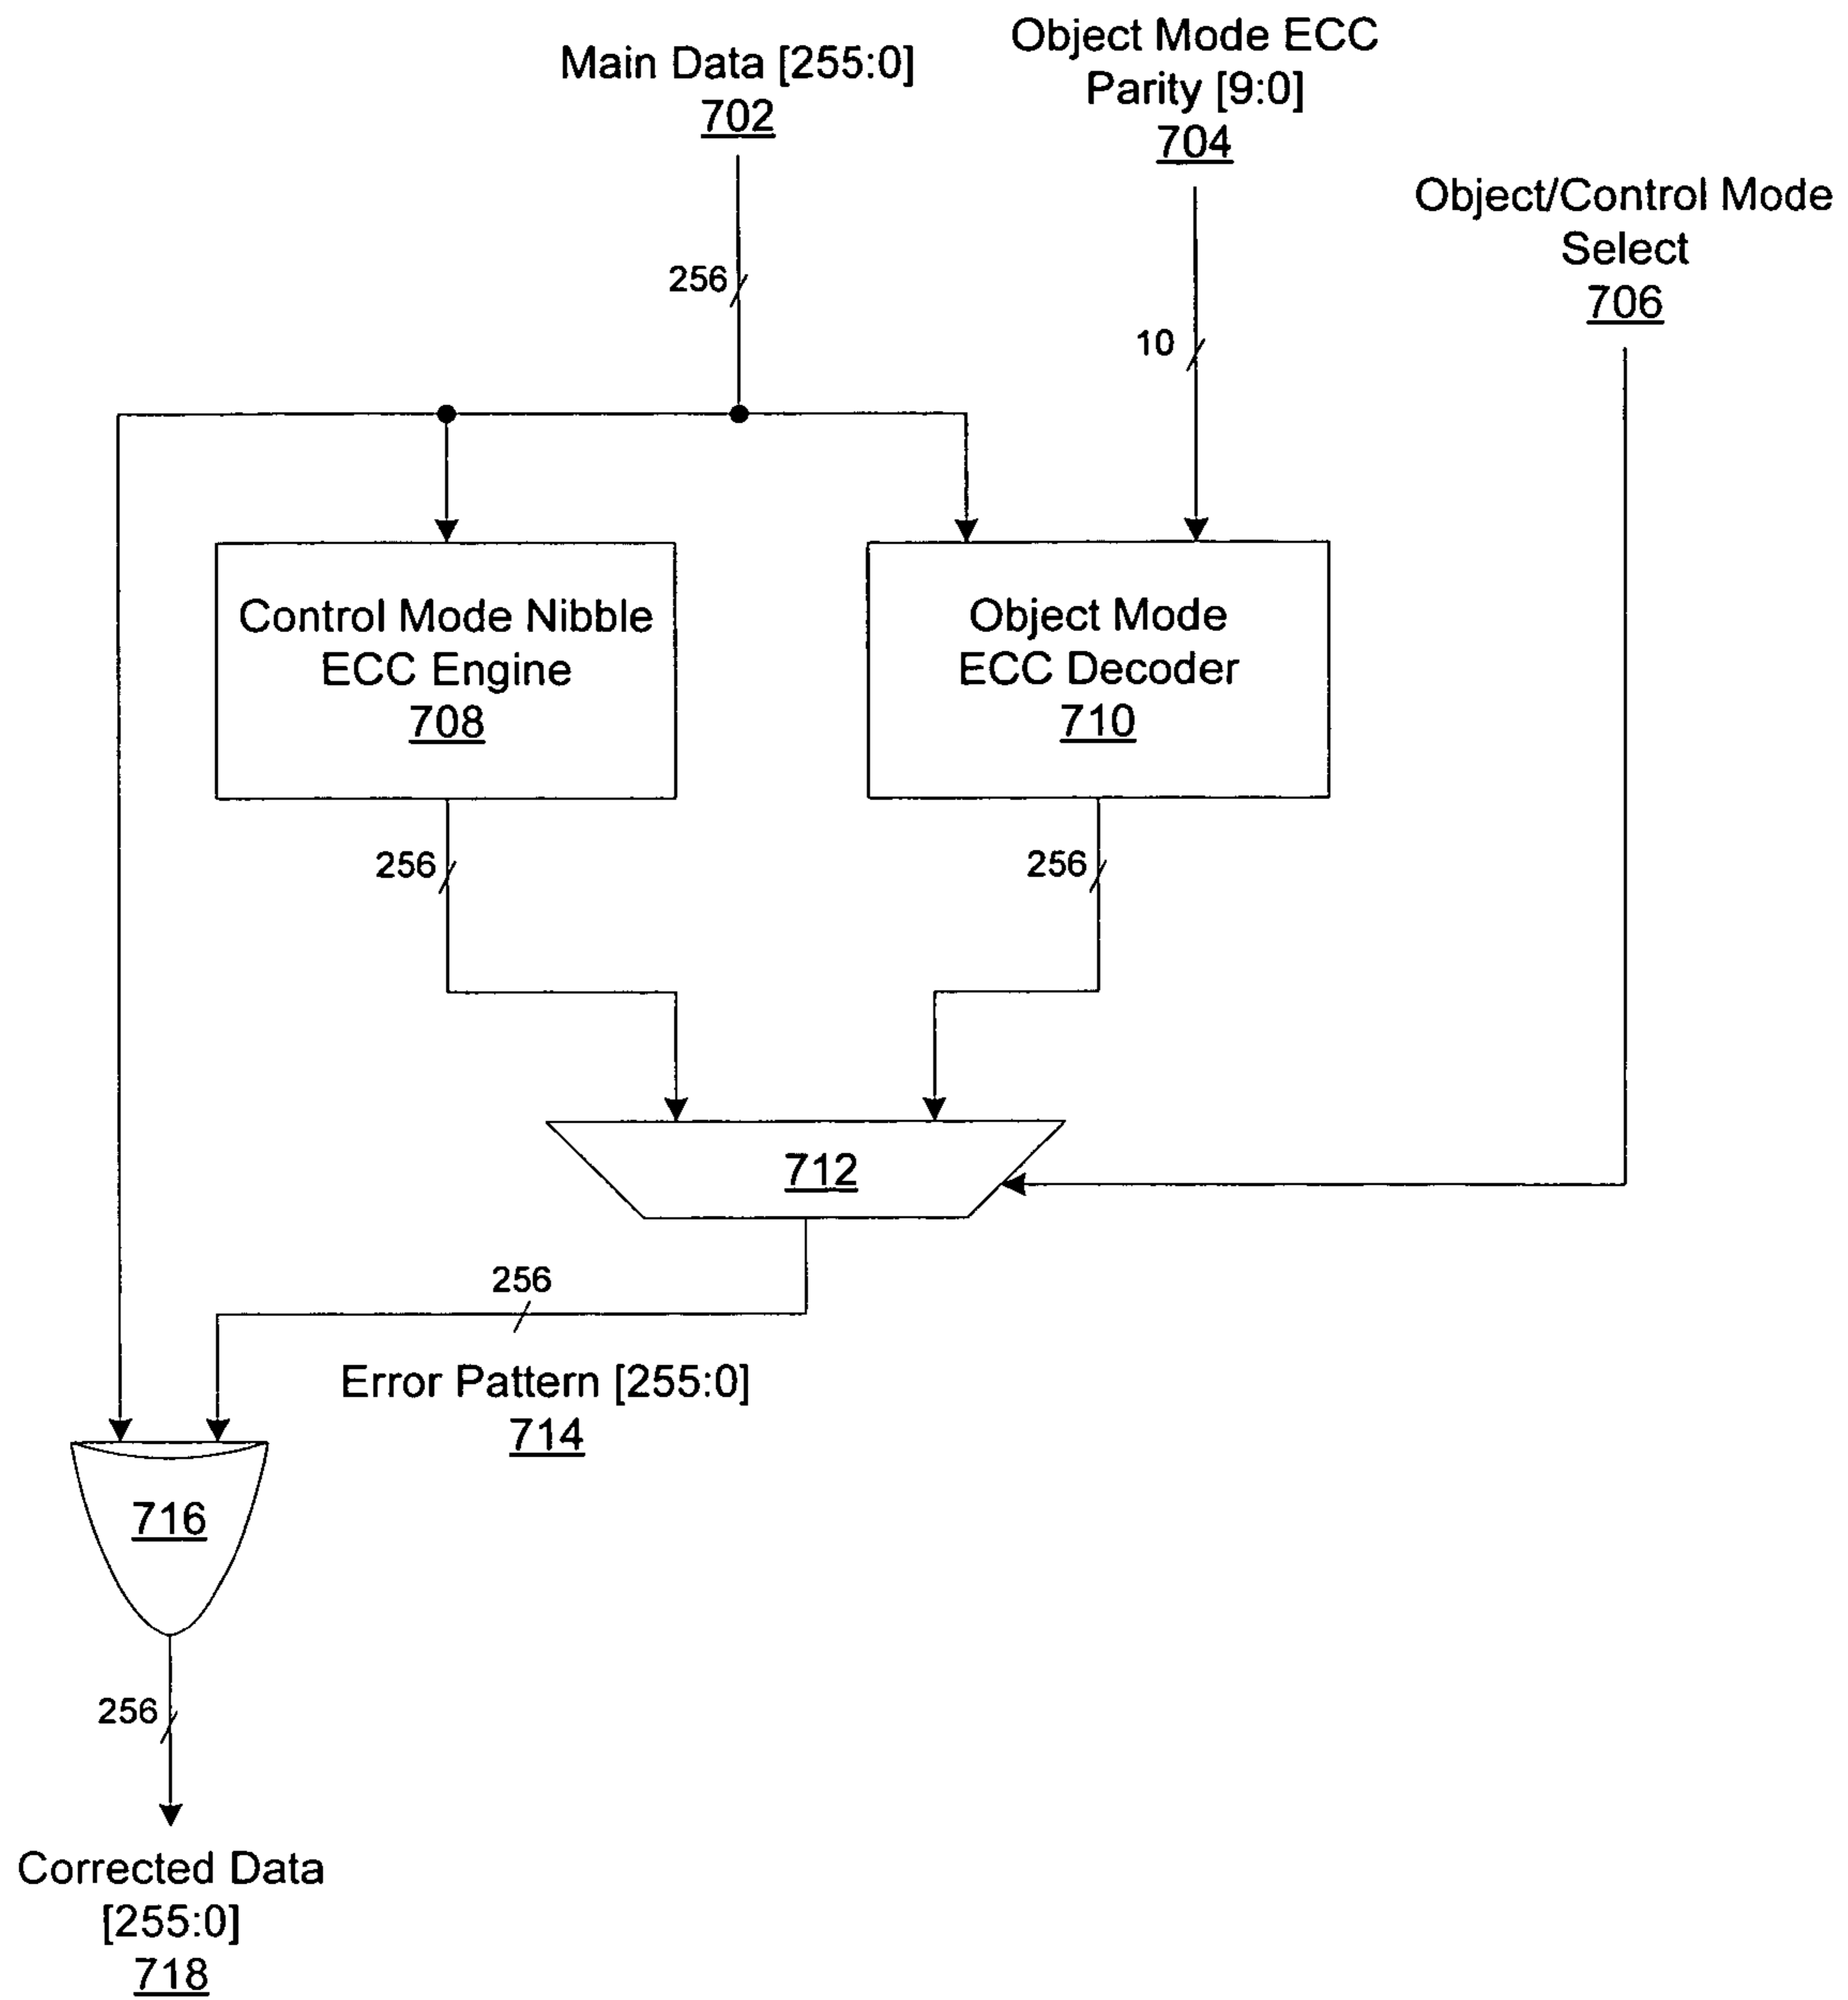 Main Data [255:0]
702
Object Mode ECC
Parity [9:0]
704
Object/Control Mode
Select
706
256
10
Control Mode Nibble
ECC Engine
708
Object Mode
ECC Decoder
710
256
256
712
256
Error Pattern [255:0]
714
716
256
Corrected Data
[255:0]
718